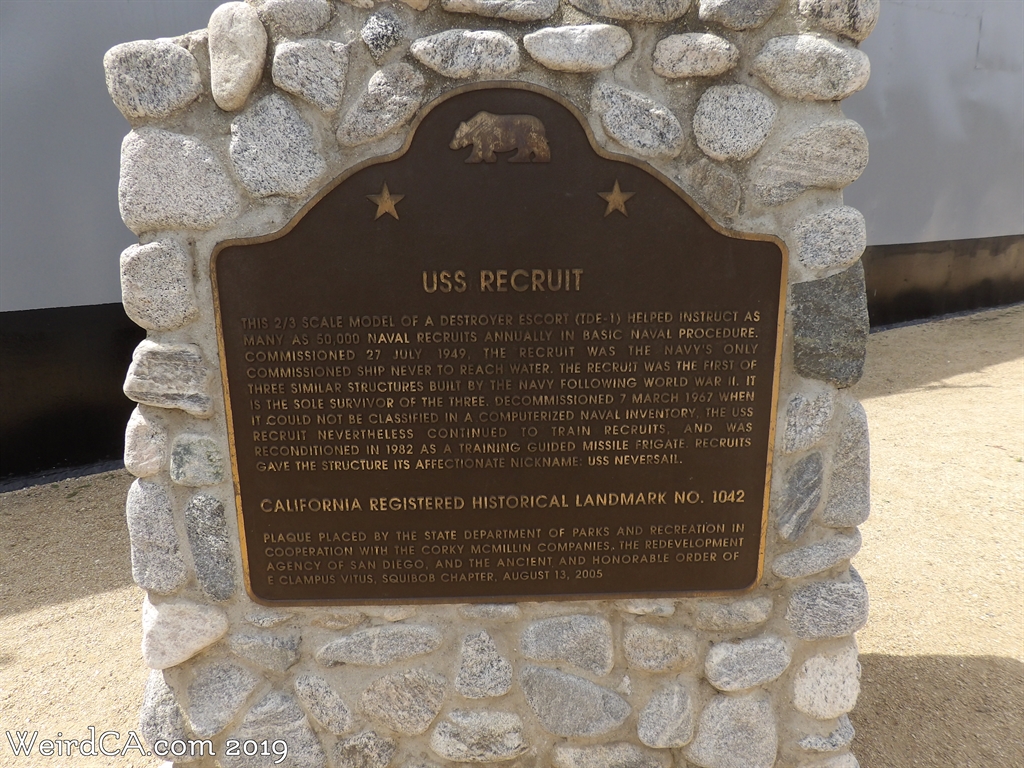 USS RECRUIT
THIS 2/3 SCALE MODEL OF A DESTROYER ESCORT (TDE-1) HELPED INSTRUCT AS
MANY AS 50,000 NAVAL RECRUITS ANNUALLY IN BASIC NAVAL PROCEDURE.
COMMISSIONED 27 JULY 1949, THE RECRUIT WAS THE NAVY'S ONLY
COMMISSIONED SHIP NEVER TO REACH WATER. THE RECRUIT WAS THE FIRST OF
THREE SIMILAR STRUCTURES BUILT BY THE NAVY FOLLOWING WORLD WAR II. IT
IS THE SOLE SURVIVOR OF THE THREE. DECOMMISSIONED 7 MARCH 1967 WHEN
IT COULD NOT BE CLASSIFIED IN A COMPUTERIZED NAVAL INVENTORY, THE USS
RECRUIT NEVERTHELESS CONTINUED TO TRAIN RECRUITS, AND WAS
RECONDITIONED IN 1982 AS A TRAINING GUIDED MISSILE FRIGATE. RECRUITS
GAVE THE STRUCTURE ITS AFFECTIONATE NICKNAME: USS NEVERSAIL.
CALIFORNIA REGISTERED HISTORICAL LANDMARK NO. 1042
PLAQUE PLACED BY THE STATE DEPARTMENT OF PARKS AND RECREATION IN
COOPERATION WITH THE CORKY MCMILLIN COMPANIES, THE REDEVELOPMENT
AGENCY OF SAN DIEGO, AND THE ANCIENT AND HONORABLE ORDER OF
E CLAMPUS VITUS, SQUIBOB CHAPTER, AUGUST 13, 2005
WeirdCA.com 2019